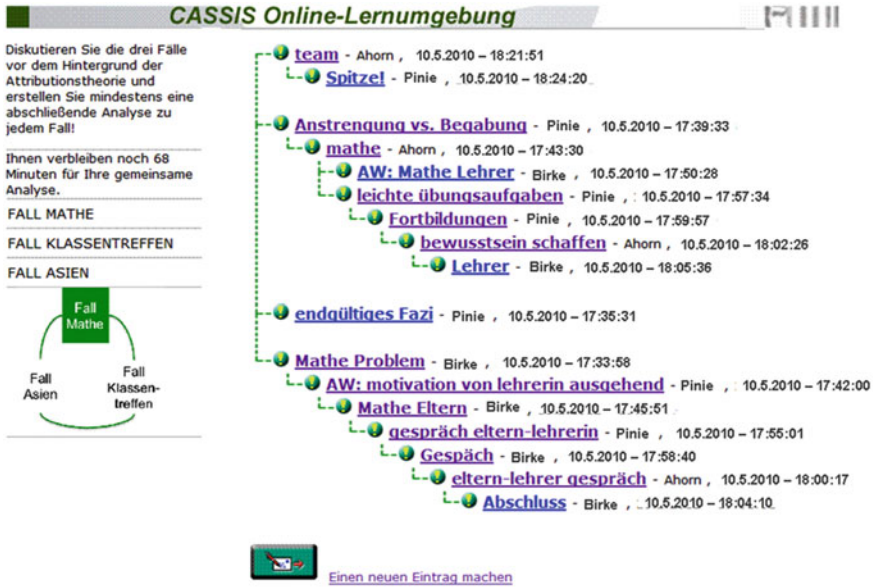 CASSIS Online-Lernumgebung
Diskutieren Sie die drei Fälle
vor dem Hintergrund der
Attributionstheorie und
erstellen Sie mindestens eine
abschließende Analyse zu
jedem Fall!
Ihnen verbleiben noch 68
Minuten für Ihre gemeinsame
Analyse.
FALL MATHE
FALL KLASSENTREFFEN
FALL ASIEN
Fall
Mathe
Fall
Asien
Fall
Klassen-
treffen
team - Ahorn , 10.5.2010 – 18:21:51
Spitze! - Pinie , 10.5.2010 – 18:24:20
Anstrengung vs. Begabung - Pinie , 10.5.2010 – 17:39:33
mathe - Ahorn , 10.5.2010 – 17:43:30
AW: Mathe Lehrer - Birke , 10.5.2010 – 17:50:28
leichte übungsaufgaben - Pinie , 10.5.2010 – 17:57:34
Fortbildungen - Pinie , 10.5.2010 – 17:59:57
bewusstsein schaffen - Ahorn , 10.5.2010 – 18:02:26
Lehrer - Birke , 10.5.2010 – 18:05:36
endgültiges Fazi - Pinie , 10.5.2010 – 17:35:31
Mathe Problem - Birke , 10.5.2010 – 17:33:58
AW: motivation von lehrerin ausgehend - Pinie , 10.5.2010 – 17:42:00
Mathe Eltern - Birke , 10.5.2010 – 17:45:51
gespräch eltern-lehrerin - Pinie , 10.5.2010 – 17:55:01
Gespäch - Birke , 10.5.2010 – 17:58:40
eltern-lehrer gespräch - Ahorn , 10.5.2010 – 18:00:17
Abschluss - Birke , 10.5.2010 – 18:04:10
Einen neuen Eintrag machen